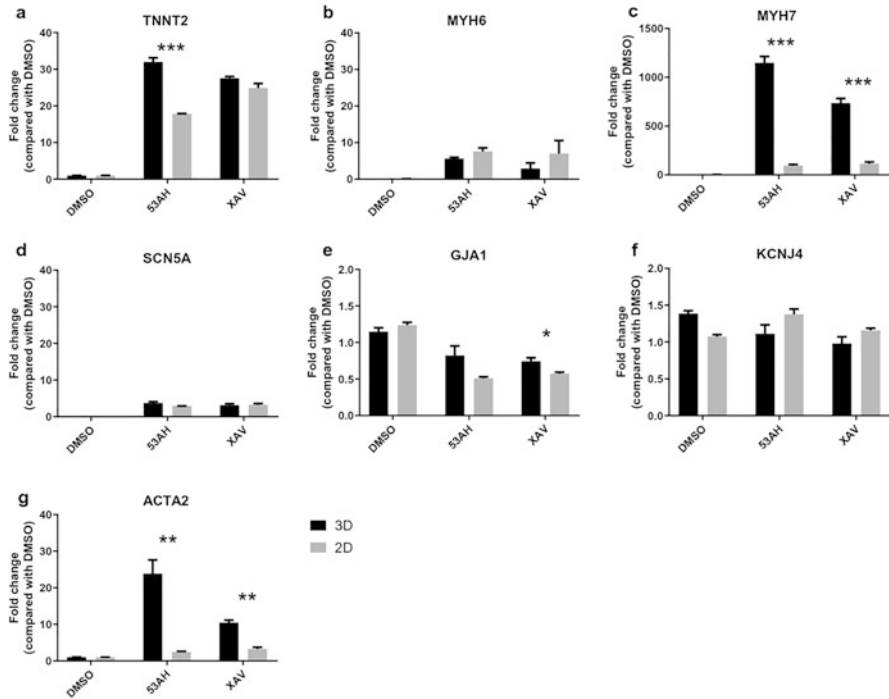 a
TNNT2
Fold change
(compared with DMSO)
40
30
20
10
0
***
DMSO
53AH
XAV
b
MYH6
Fold change
(compared with DMSO)
40
30
20
10
0
DMSO
53AH
XAV
c
MYH7
Fold change
(compared with DMSO)
1500
1000
500
0
***
***
DMSO
53AH
XAV
d
SCN5A
Fold change
(compared with DMSO)
40
30
20
10
0
DMSO
53AH
XAV
e
GJA1
Fold change
(compared with DMSO)
2.0
1.5
1.0
0.5
0.0
*
DMSO
53AH
XAV
f
KCNJ4
Fold change
(compared with DMSO)
2.0
1.5
1.0
0.5
0.0
DMSO
53AH
XAV
g
ACTA2
Fold change
(compared with DMSO)
40
30
20
10
0
**
**
DMSO
53AH
XAV
3D
2D